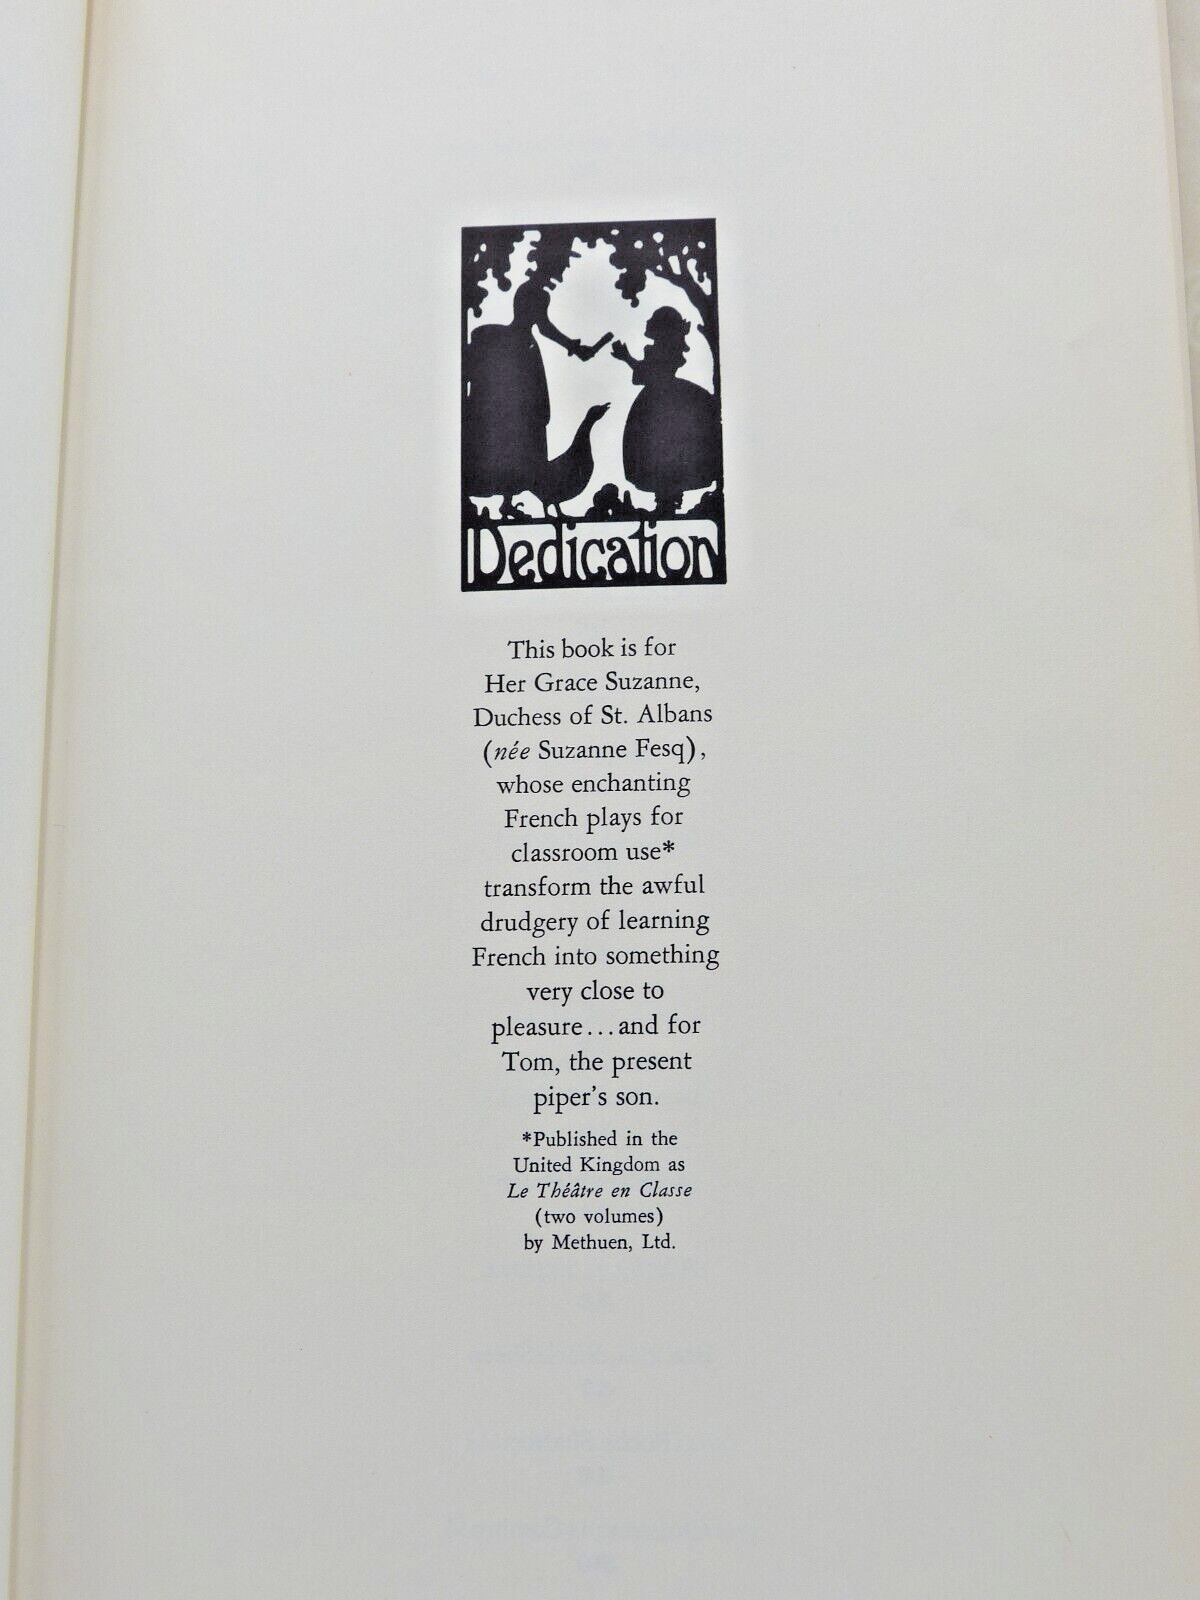 Dedication
This book is for
Her Grace Suzanne,
Duchess of St. Albans
(née Suzanne Fesq),
whose enchanting
French plays for
classroom use*
transform the awful
drudgery of learning
French into something
very close to
pleasure...and for
Tom, the present
piper's son.
*Published in the
United Kingdom as
Le Théâtre en Classe
(two volumes)
by Methuen, Ltd.